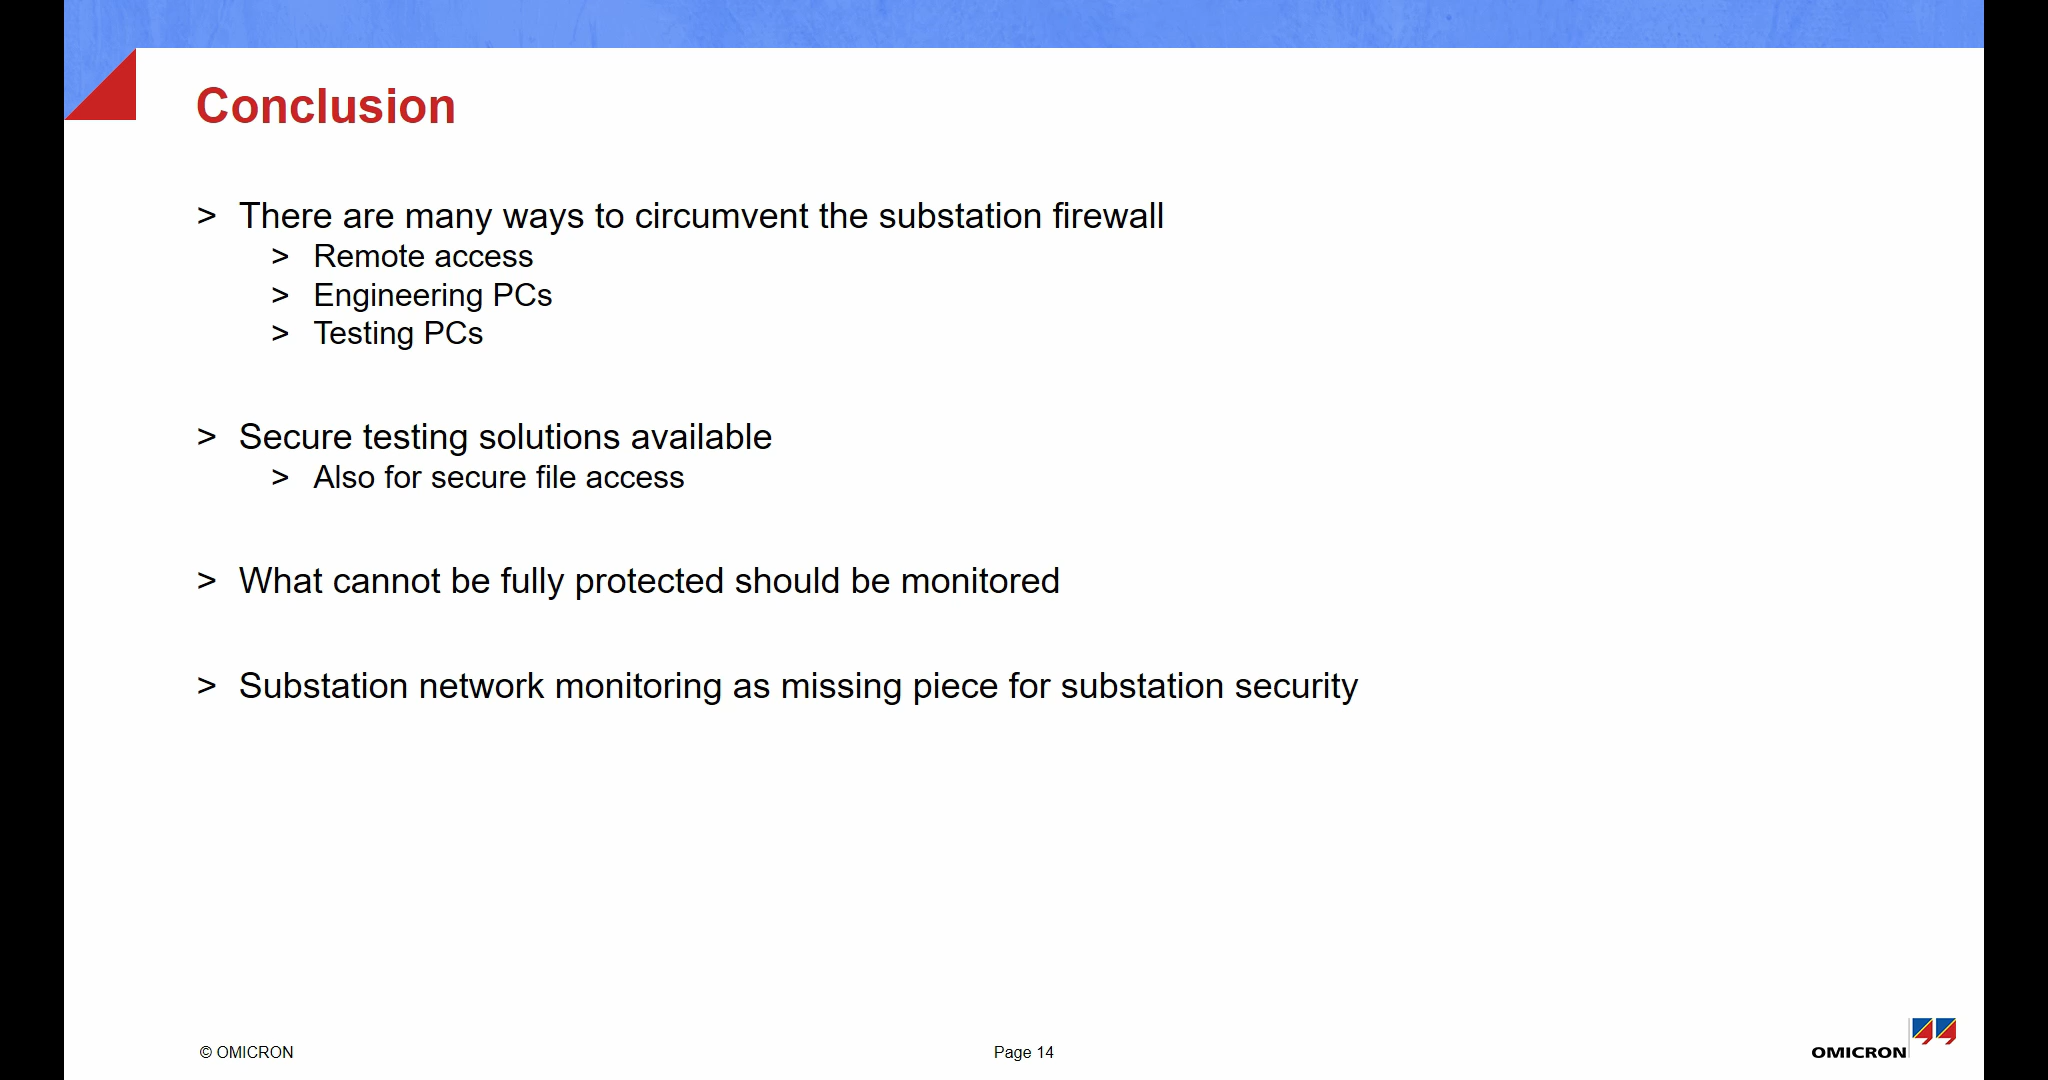 Conclusion
> There are many ways to circumvent the substation firewall
> Remote access
> Engineering PCs
> Testing PCs
> Secure testing solutions available
> Also for secure file access
> What cannot be fully protected should be monitored
> Substation network monitoring as missing piece for substation security
© OMICRON
Page 14
OMICRON